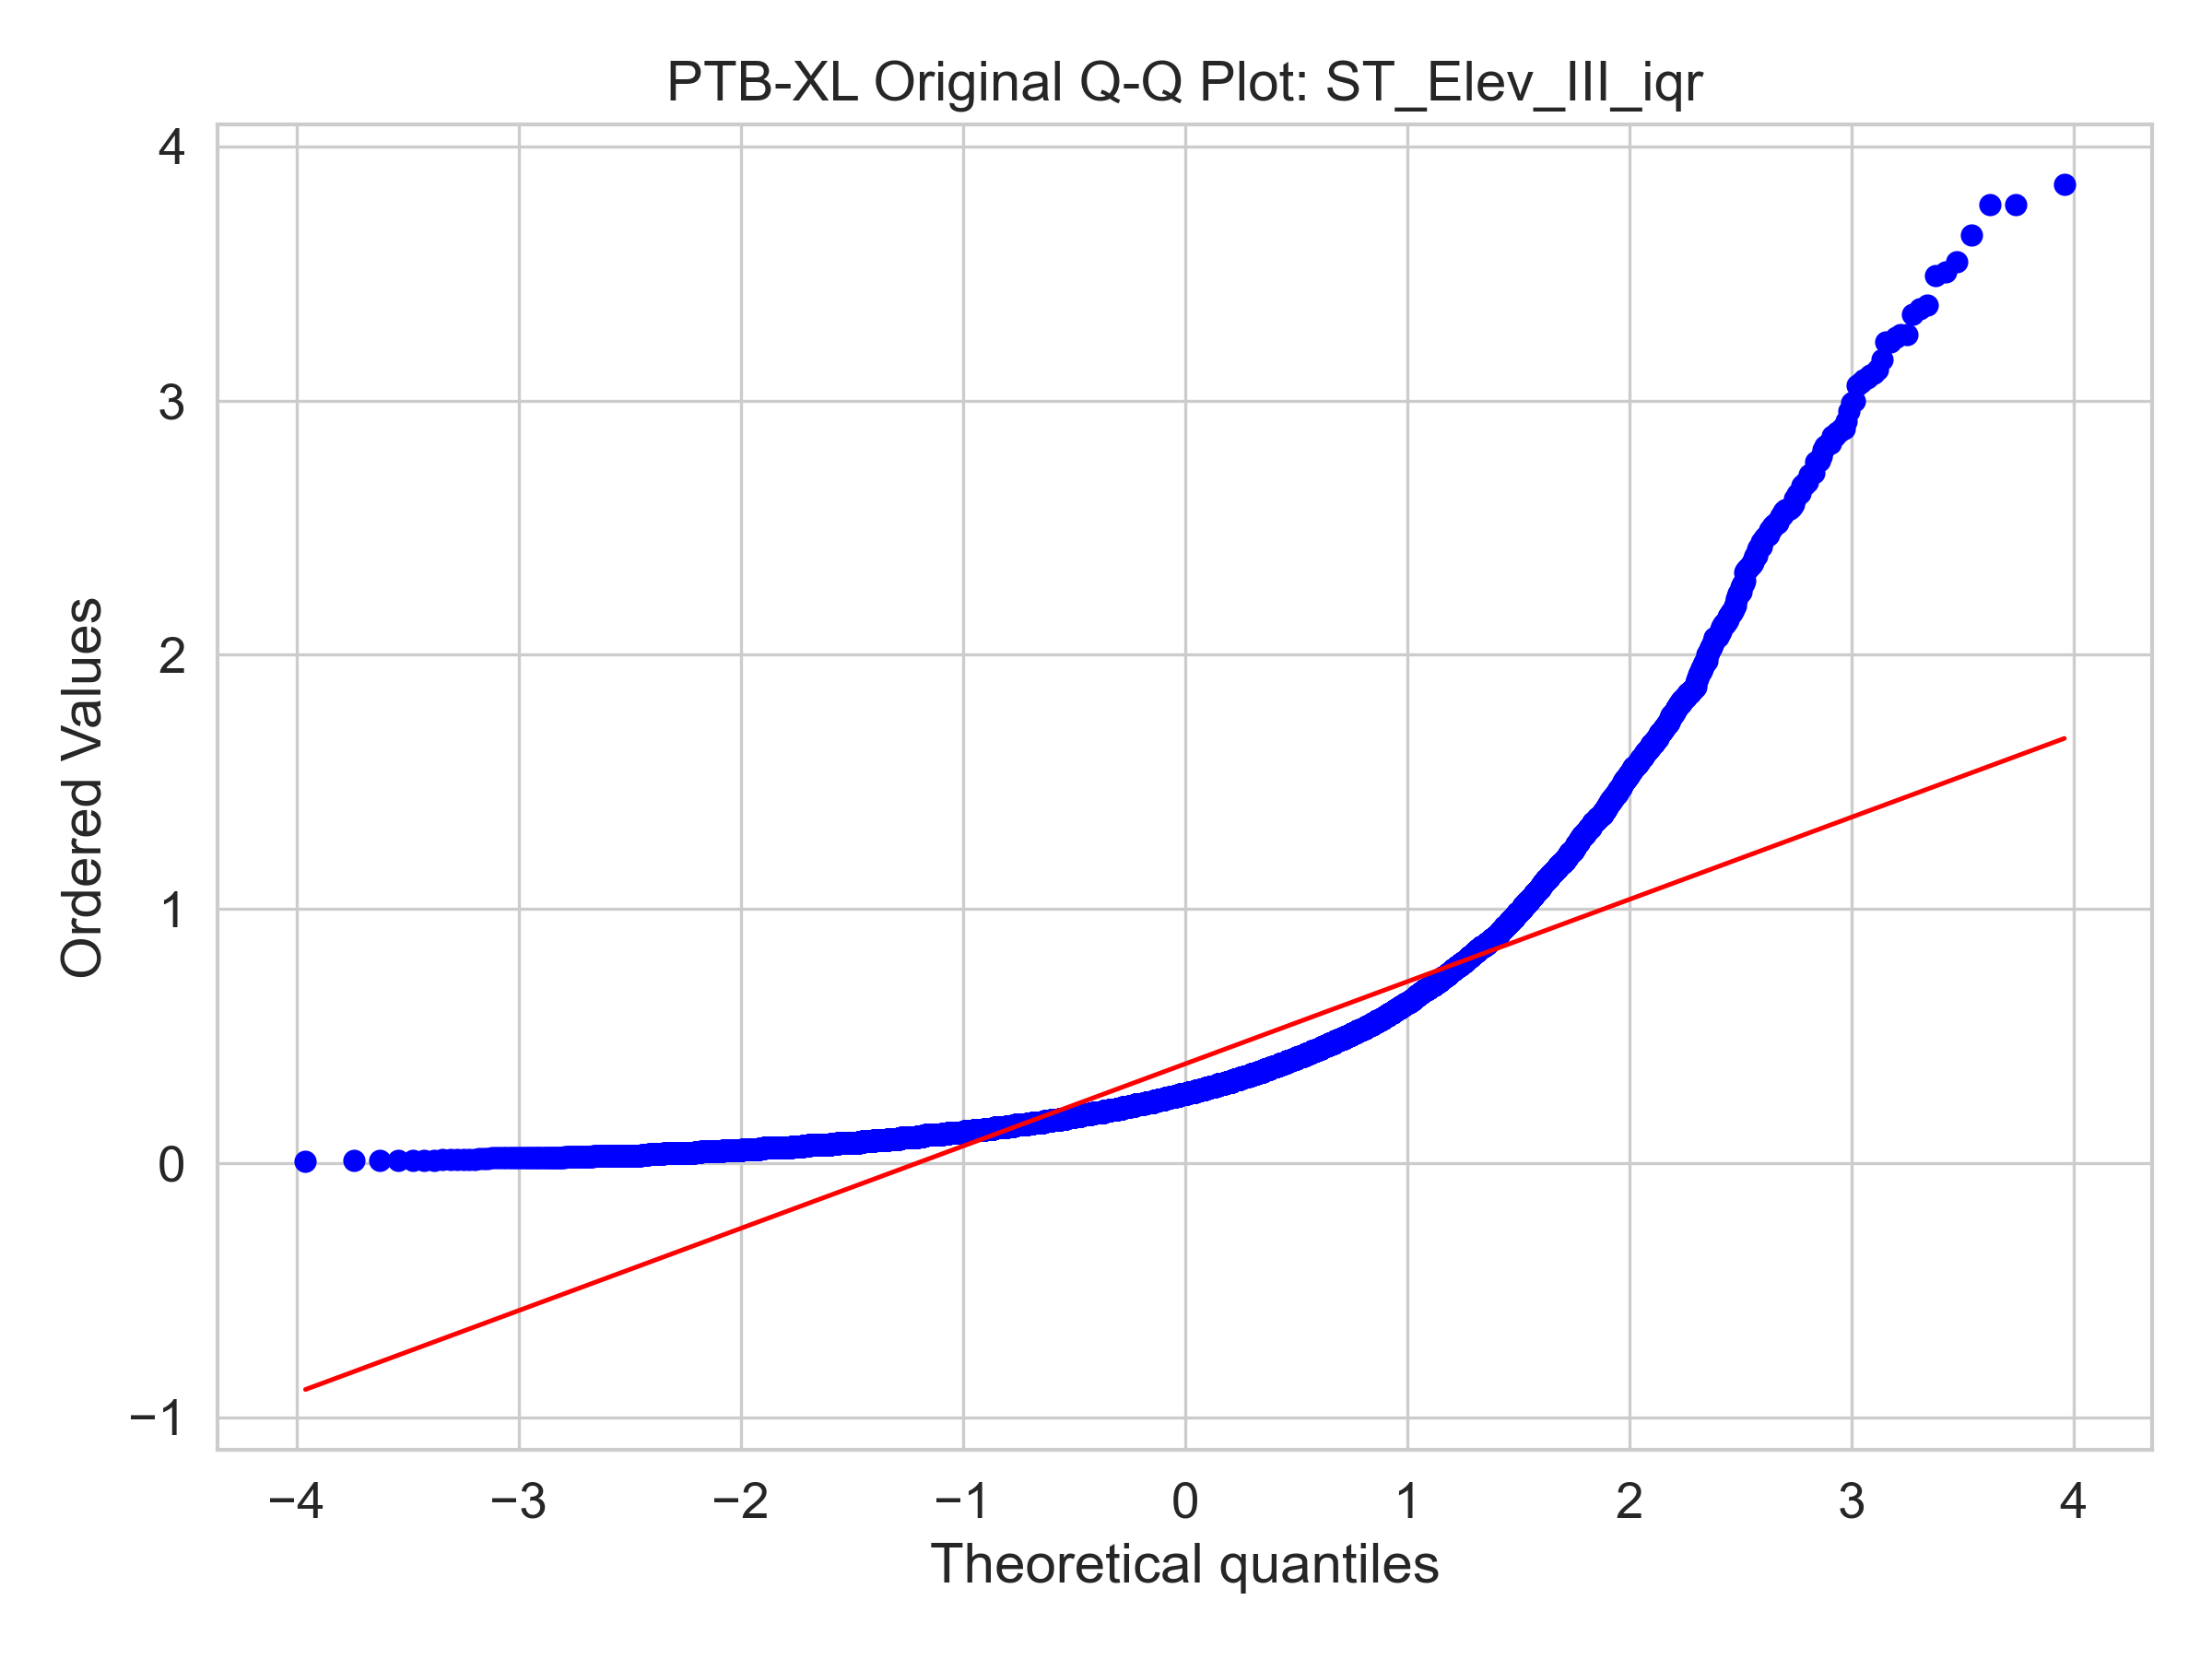 PTB-XL Original Q-Q Plot: ST_Elev_III_iqr
4
3
2
1
0
−1
Ordered Values
−4 −3 −2 −1 0 1 2 3 4
Theoretical quantiles